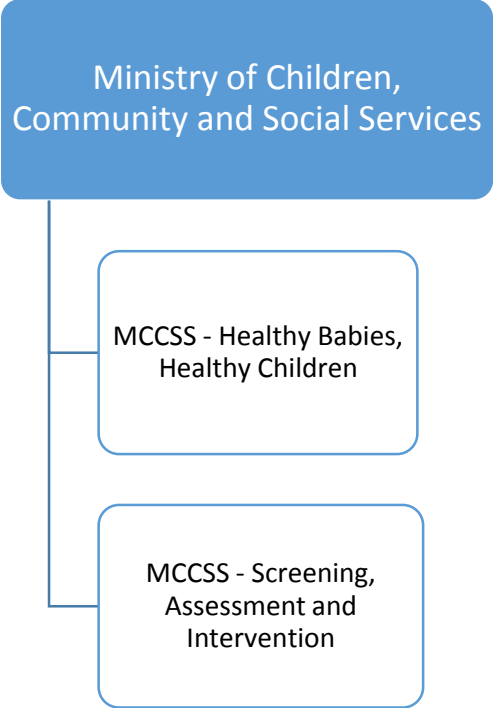 Ministry of Children,
Community and Social Services
MCCSS - Healthy Babies,
Healthy Children
MCCSS - Screening,
Assessment and
Intervention